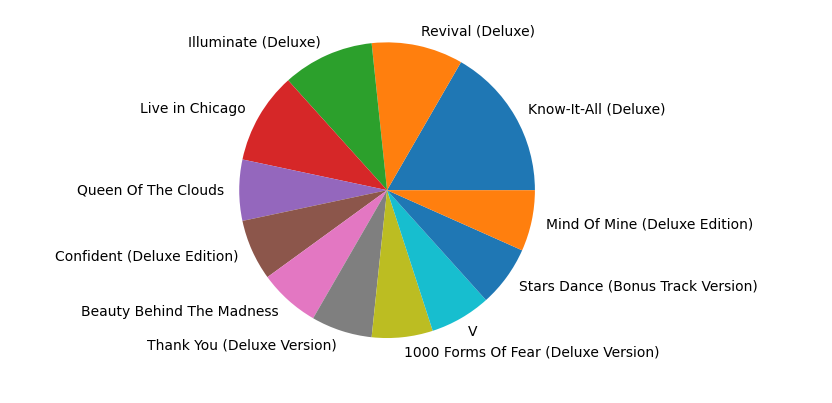 Revival (Deluxe)
Illuminate (Deluxe)
Know-It-All (Deluxe)
Live in Chicago
Queen Of The Clouds
Mind Of Mine (Deluxe Edition)
Confident (Deluxe Edition)
Stars Dance (Bonus Track Version)
Beauty Behind The Madness
V
Thank You (Deluxe Version)
1000 Forms Of Fear (Deluxe Version)